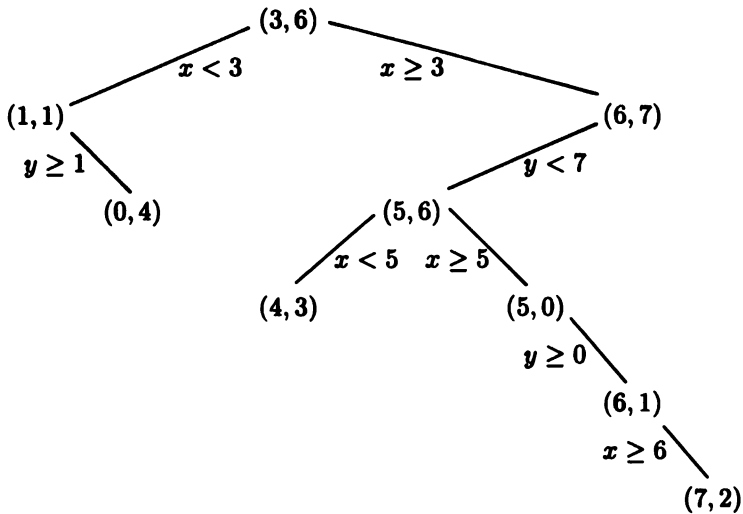 (3, 6)
x < 3
x ≥ 3
(1, 1)
(6, 7)
y ≥ 1
y < 7
(0, 4)
(5, 6)
x < 5
x ≥ 5
(4, 3)
(5, 0)
y ≥ 0
(6, 1)
x ≥ 6
(7, 2)